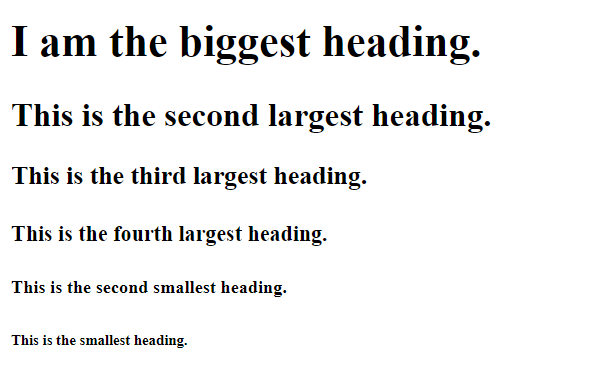 I am the biggest heading.
This is the second largest heading.
This is the third largest heading.
This is the fourth largest heading.
This is the second smallest heading.
This is the smallest heading.